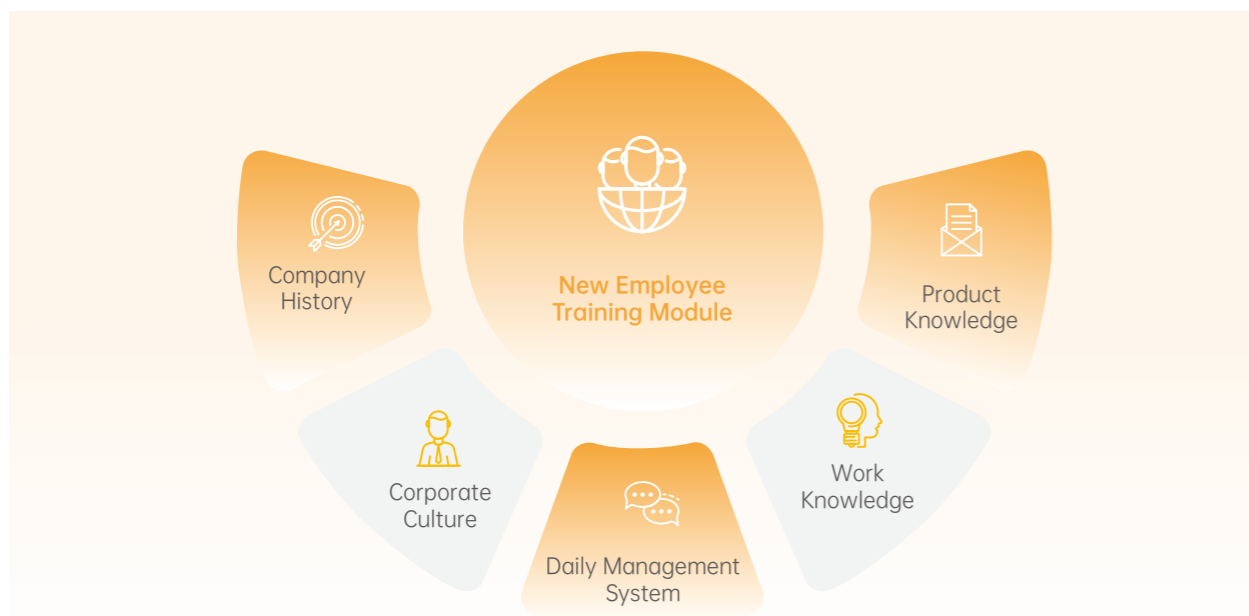 New Employee
Training Module
Company
History
Corporate
Culture
Daily Management
System
Work
Knowledge
Product
Knowledge